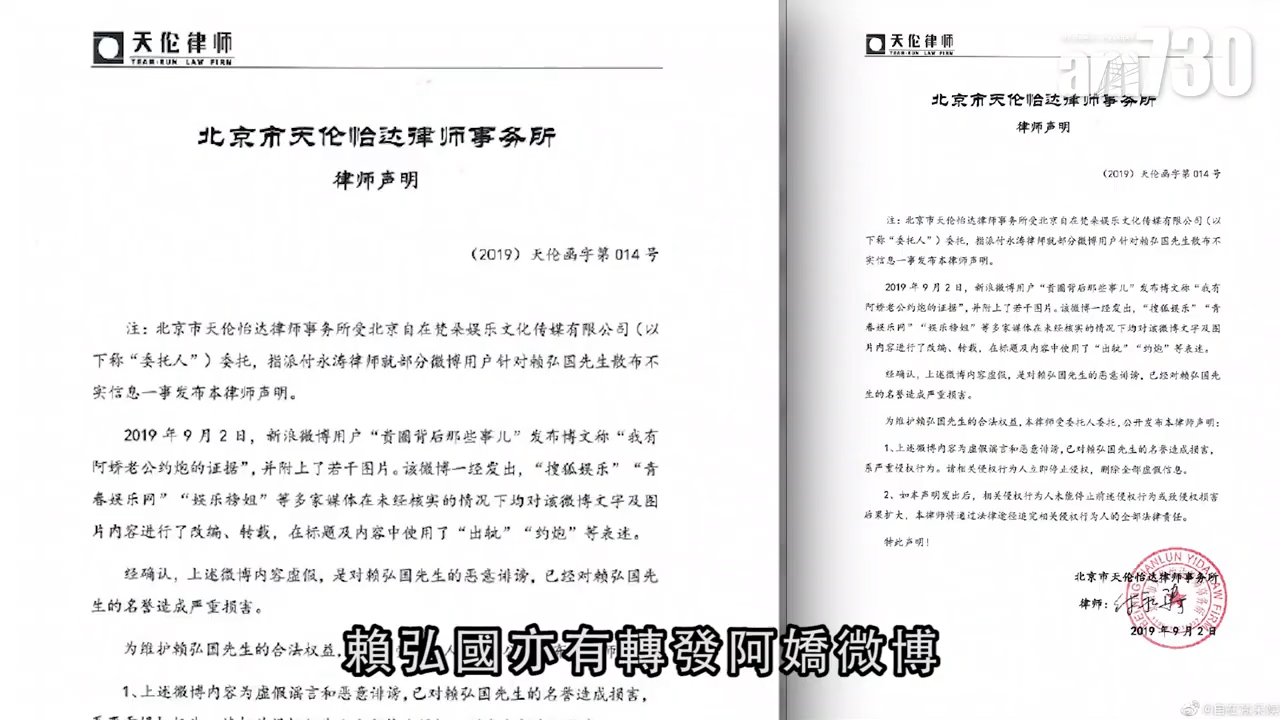 天伦律师
TIAN-LUN LAW FIRM
北京市天伦怡达律师事务所
律师声明
(2019) 天伦函字第 014 号
注：北京市天伦怡达律师事务所受北京自在梵朵娱乐文化传媒有限公司（以
下称“委托人”）委托，指派付永涛律师就部分微博用户针对赖弘国先生散布不
实信息一事发布本律师声明。
2019 年 9 月 2 日，新浪微博用户“贵圈背后那些事儿”发布博文称“我有
阿娇老公约炮的证据”，并附上了若干图片。该微博一经发出，“搜狐娱乐”“青
春娱乐网”“娱乐榜姐”等多家媒体在未经核实的情况下均对该微博文字及图
片内容进行了改编、转载，在标题及内容中使用了“出轨”“约炮”等表述。
经确认，上述微博内容虚假，是对赖弘国先生的恶意诽谤，已经对赖弘国先
生的名誉造成严重损害。
为维护赖弘国先生的合法权益，
1、上述微博内容为虚假谣言和恶意诽谤，已对赖弘国先生的名誉造成损害，
天伦律师
TIAN-LUN LAW FIRM
am730
北京市天伦怡达律师事务所
律师声明
(2019) 天伦函字第 014 号
注：北京市天伦怡达律师事务所受北京自在梵朵娱乐文化传媒有限公司（以
下称“委托人”）委托，指派付永涛律师就部分微博用户针对赖弘国先生散布不
实信息一事发布本律师声明。
2019 年 9 月 2 日，新浪微博用户“贵圈背后那些事儿”发布博文称“我有
阿娇老公约炮的证据”，并附上了若干图片。该微博一经发出，“搜狐娱乐”“青
春娱乐网”“娱乐榜姐”等多家媒体在未经核实的情况下均对该微博文字及图
片内容进行了改编、转载，在标题及内容中使用了“出轨”“约炮”等表述。
经确认，上述微博内容虚假，是对赖弘国先生的恶意诽谤，已经对赖弘国先生
的名誉造成严重损害。
为维护赖弘国先生的合法权益，本律师受委托人委托，公开发布本律师声明：
1、上述微博内容为虚假谣言和恶意诽谤，已对赖弘国先生的名誉造成损害，
系严重侵权行为。请相关侵权行为人立即停止侵权，删除全部虚假信息。
2、如本声明发出后，相关侵权行为人未能停止前述侵权行为或致侵权损害
后果扩大，本律师将通过法律途径追究相关侵权行为人的全部法律责任。
特此声明！
北京市天伦怡达律师事务所
律师：
2019 年 9 月 2 日
賴弘國亦有轉發阿嬌微博